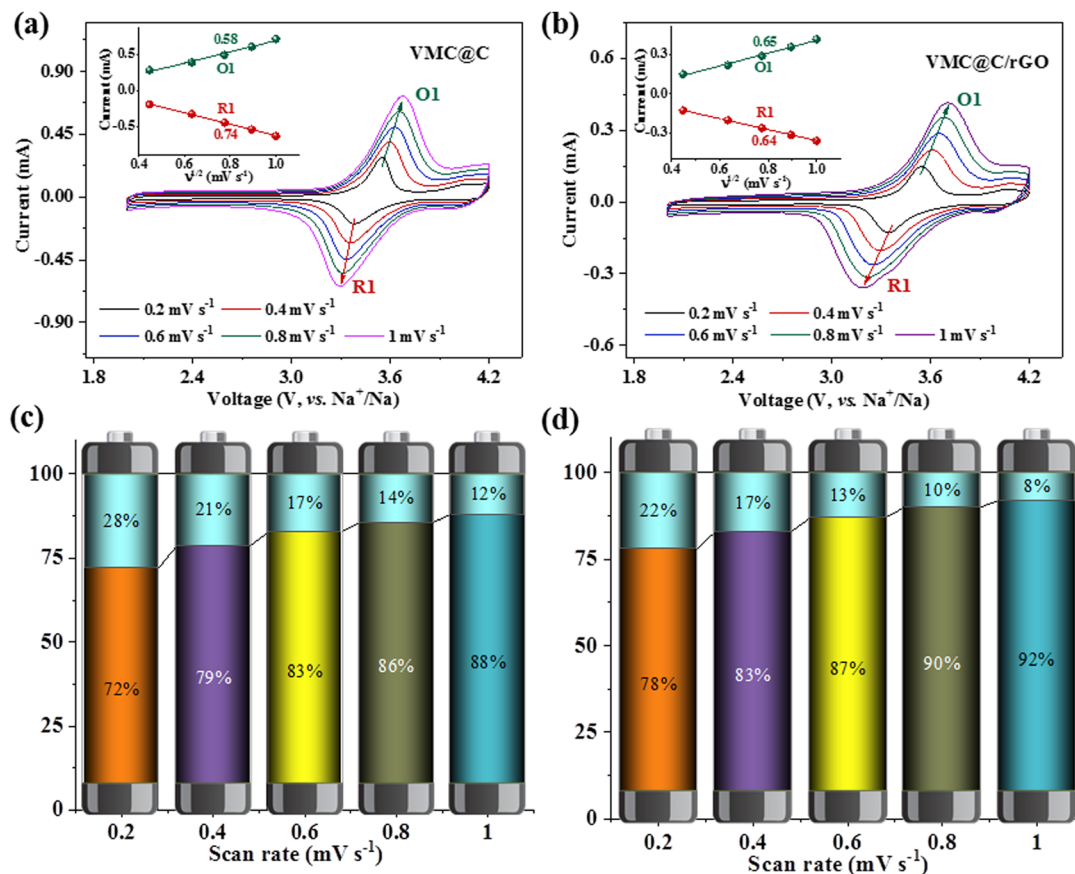 (a)
VMC@C
0.58
O1
R1
0.74
Current (mA)
0.5
0.0
-0.5
0.4 0.6 0.8 1.0
v1/2 (mV s-1)
O1
R1
Current (mA)
0.90
0.45
0.00
-0.45
-0.90
0.2 mV s-1 0.4 mV s-1
0.6 mV s-1 0.8 mV s-1 1 mV s-1
1.8 2.4 3.0 3.6 4.2
Voltage (V, vs. Na+/Na)
(b)
VMC@C/rGO
0.65
O1
R1
0.64
Current (mA)
0.3
0.0
-0.3
0.4 0.6 0.8 1.0
v1/2 (mV s-1)
O1
R1
Current (mA)
0.6
0.3
0.0
-0.3
-0.6
0.2 mV s-1 0.4 mV s-1
0.6 mV s-1 0.8 mV s-1 1 mV s-1
1.8 2.4 3.0 3.6 4.2
Voltage (V, vs. Na+/Na)
(c)
100
75
50
25
0
28% 21% 17% 14% 12%
72% 79% 83% 86% 88%
0.2 0.4 0.6 0.8 1
Scan rate (mV s-1)
(d)
100
75
50
25
0
22% 17% 13% 10% 8%
78% 83% 87% 90% 92%
0.2 0.4 0.6 0.8 1
Scan rate (mV s-1)